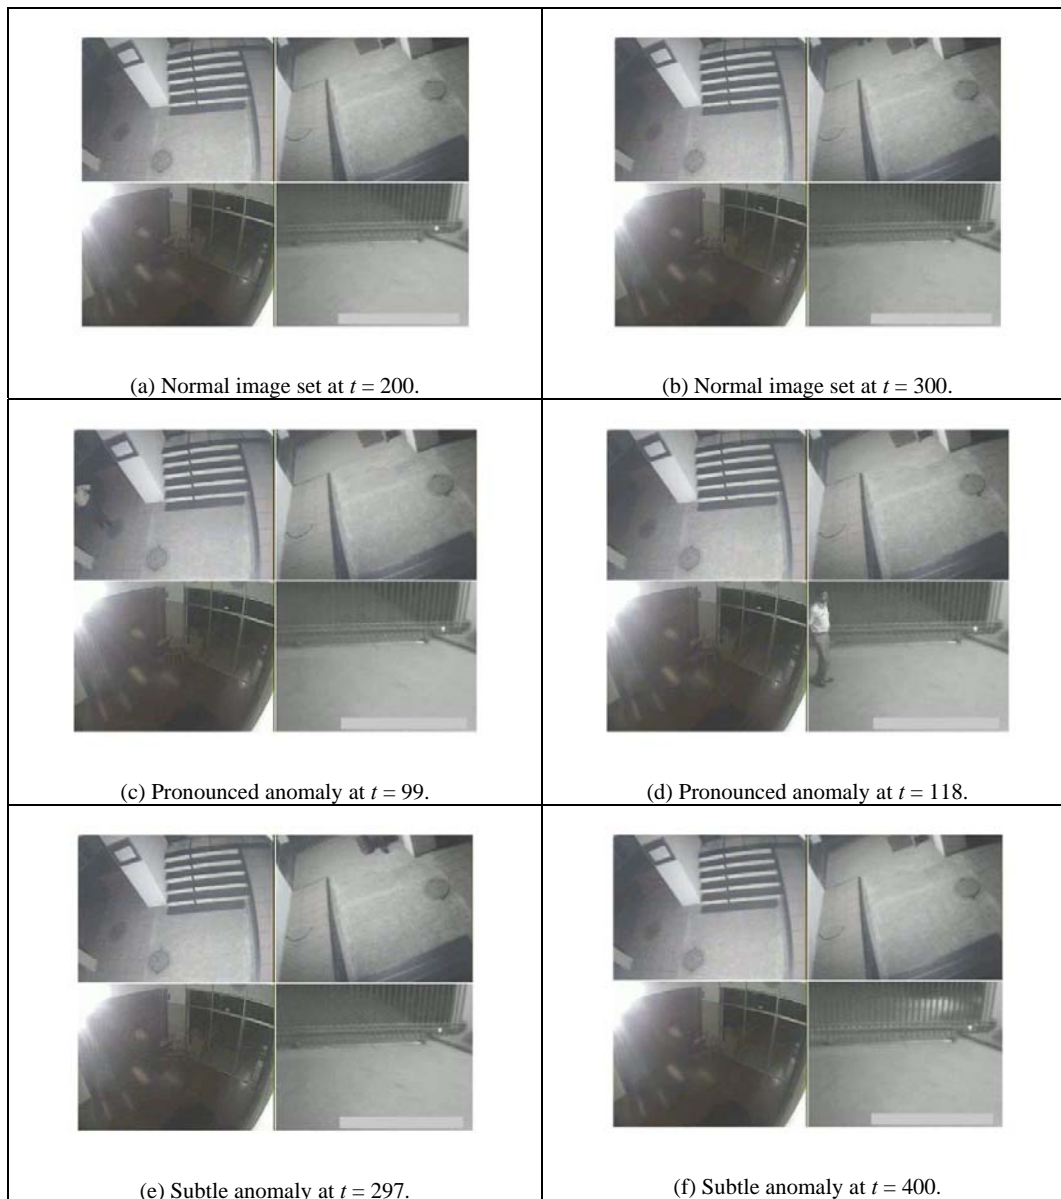 (a) Normal image set at t = 200.
(b) Normal image set at t = 300.
(c) Pronounced anomaly at t = 99.
(d) Pronounced anomaly at t = 118.
(e) Subtle anomaly at t = 297.
(f) Subtle anomaly at t = 400.